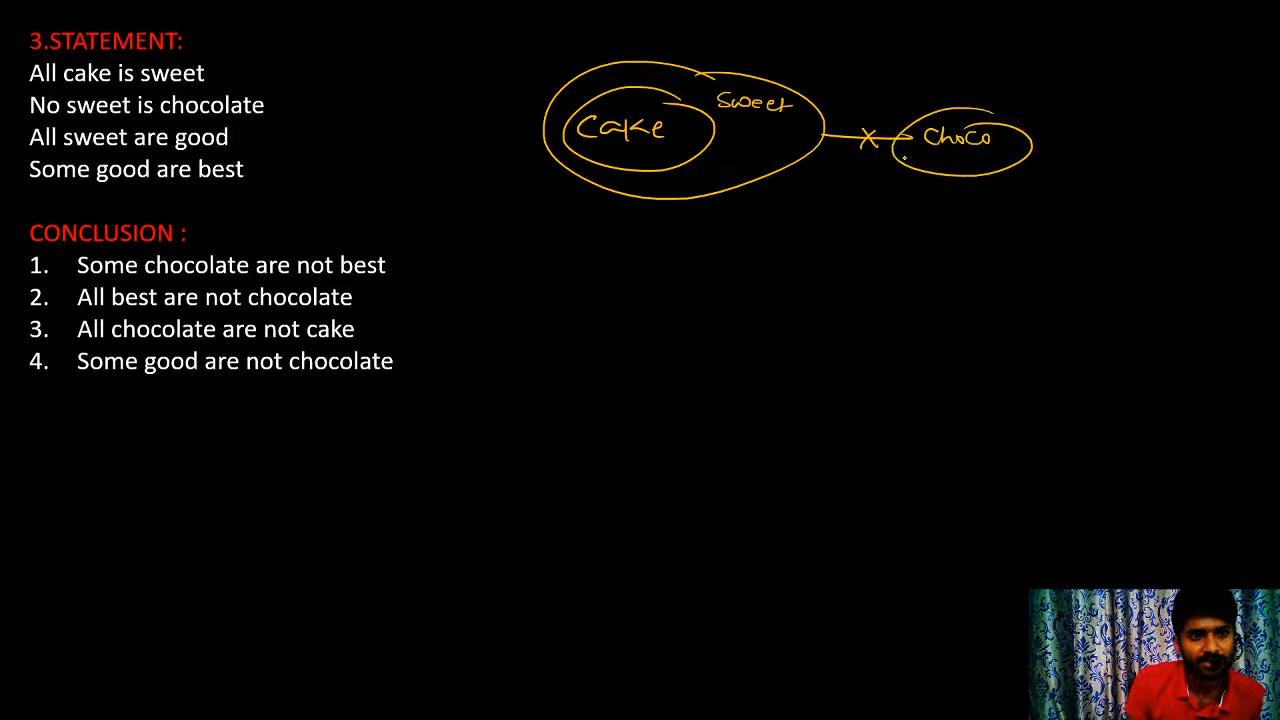 3.STATEMENT:
All cake is sweet
No sweet is chocolate
All sweet are good
Some good are best
CONCLUSION :
1. Some chocolate are not best
2. All best are not chocolate
3. All chocolate are not cake
4. Some good are not chocolate
Cake
Sweet
X
Choco